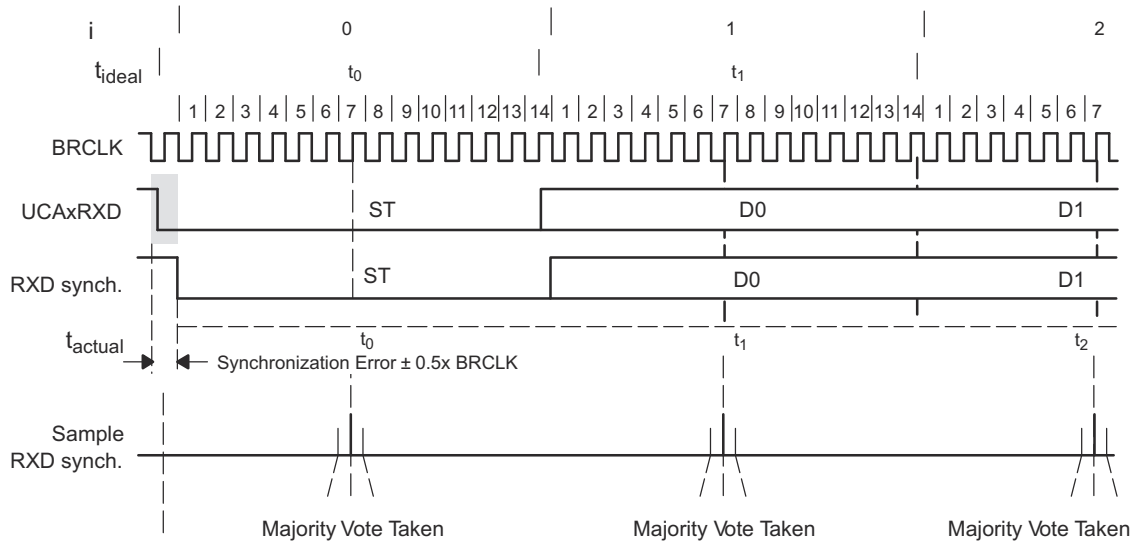 i 0 1 2
tideal t0 t1
1 2 3 4 5 6 7 8 9 10 11 12 13 14 1 2 3 4 5 6 7 8 9 10 11 12 13 14 1 2 3 4 5 6 7
BRCLK
UCAxRXD ST D0 D1
RXD synch. ST D0 D1
tactual t0 t1 t2
Synchronization Error ± 0.5x BRCLK
Sample
RXD synch.
Majority Vote Taken Majority Vote Taken Majority Vote Taken